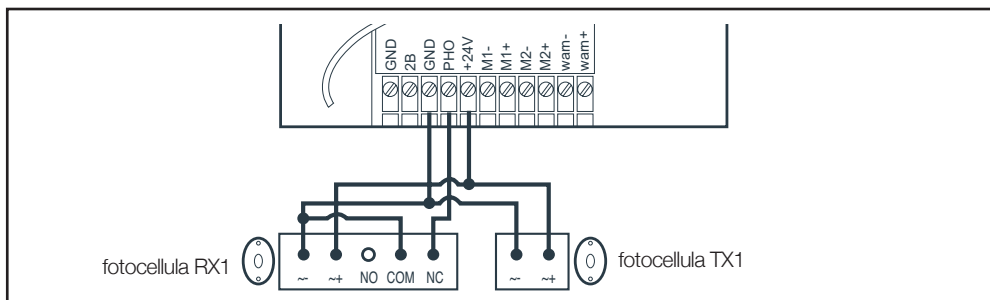 GND 2B GND PHO +24V M1- M1+ M2- M2+ wam- wam+
fotocellula RX1
~- ~+ NO COM NC
~- ~+
fotocellula TX1